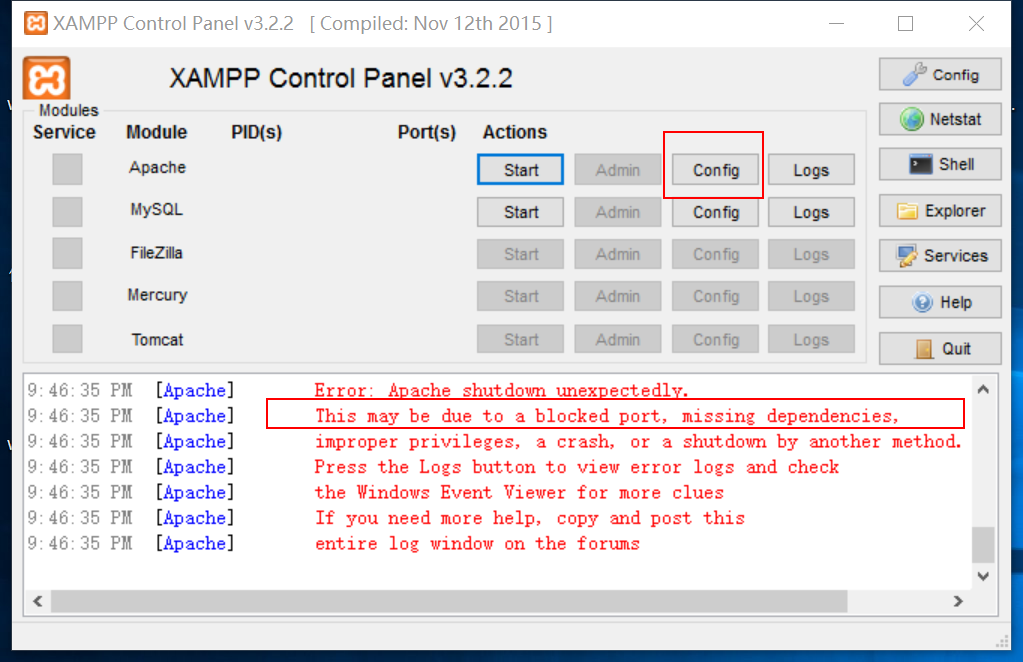 XAMPP Control Panel v3.2.2 [ Compiled: Nov 12th 2015 ]
XAMPP Control Panel v3.2.2
Config
Modules
Service Module PID(s) Port(s) Actions
Netstat
Apache Start Admin Config Logs
Shell
MySQL Start Admin Config Logs
Explorer
FileZilla Start Admin Config Logs
Services
Mercury Start Admin Config Logs
Help
Tomcat Start Admin Config Logs
Quit
9:46:35 PM [Apache] Error: Apache shutdown unexpectedly.
9:46:35 PM [Apache] This may be due to a blocked port, missing dependencies,
9:46:35 PM [Apache] improper privileges, a crash, or a shutdown by another method.
9:46:35 PM [Apache] Press the Logs button to view error logs and check
9:46:35 PM [Apache] the Windows Event Viewer for more clues
9:46:35 PM [Apache] If you need more help, copy and post this
9:46:35 PM [Apache] entire log window on the forums